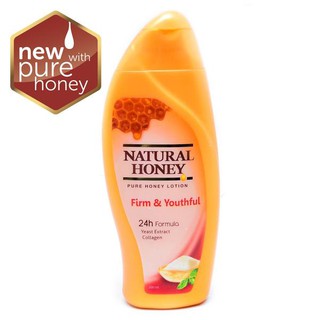 new with
pure
honey
NATURAL
HONEY
PURE HONEY LOTION
Firm & Youthful
24h Formula
Yeast Extract
Collagen